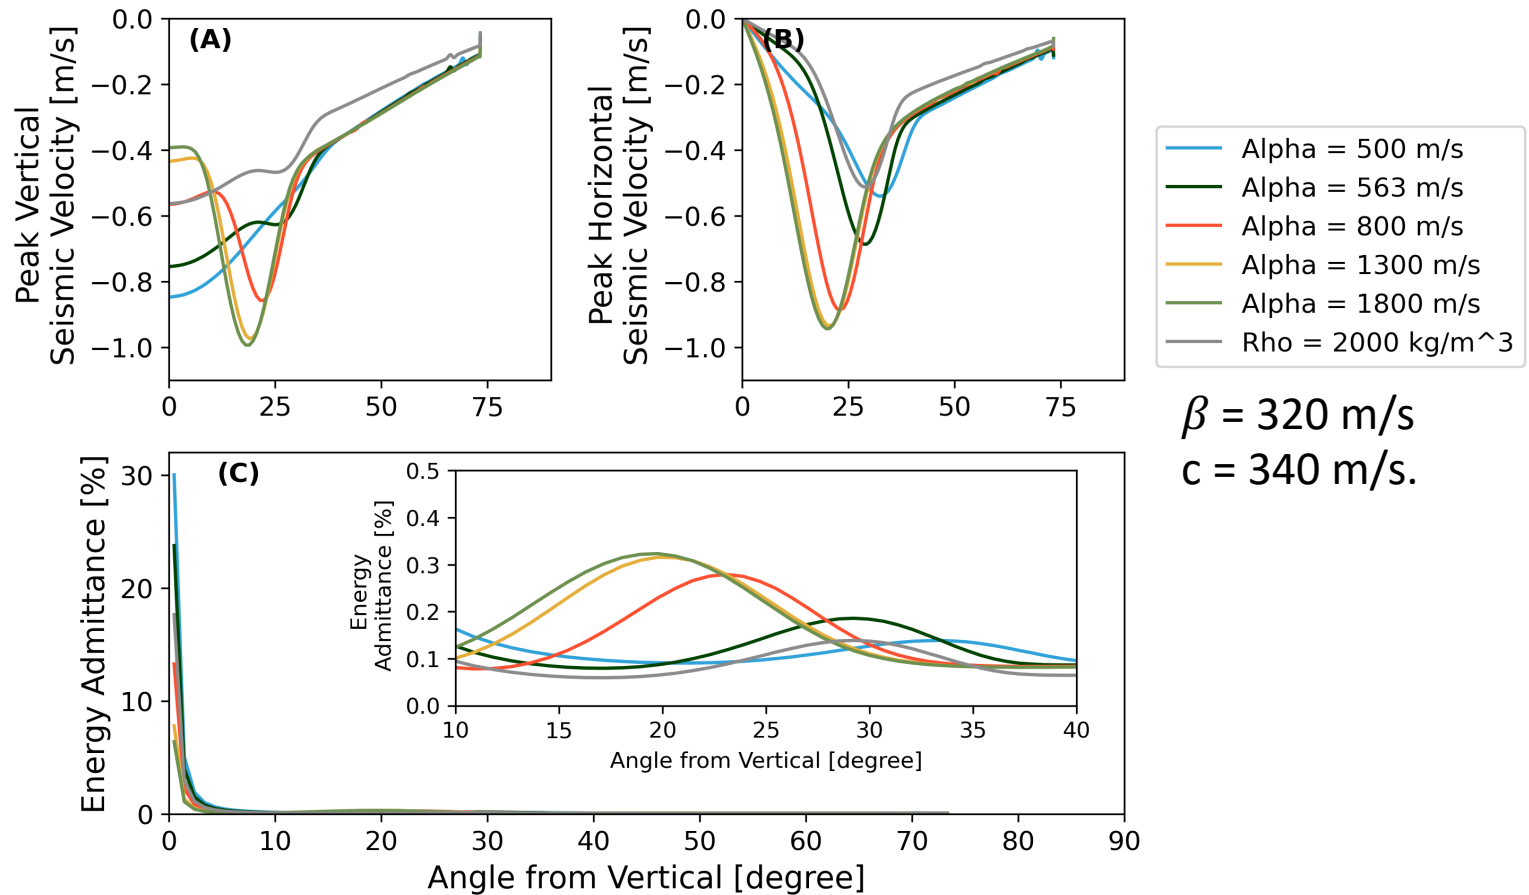 (A)
Peak Vertical
Seismic Velocity [m/s]
0.0
−0.2
−0.4
−0.6
−0.8
−1.0
0 25 50 75
(B)
Peak Horizontal
Seismic Velocity [m/s]
0.0
−0.2
−0.4
−0.6
−0.8
−1.0
0 25 50 75
Alpha = 500 m/s
Alpha = 563 m/s
Alpha = 800 m/s
Alpha = 1300 m/s
Alpha = 1800 m/s
Rho = 2000 kg/m^3
β = 320 m/s
c = 340 m/s.
(C)
Energy Admittance [%]
30
20
10
0
0 10 20 30 40 50 60 70 80 90
Angle from Vertical [degree]
Energy
Admittance [%]
0.5
0.4
0.3
0.2
0.1
0.0
10 15 20 25 30 35 40
Angle from Vertical [degree]